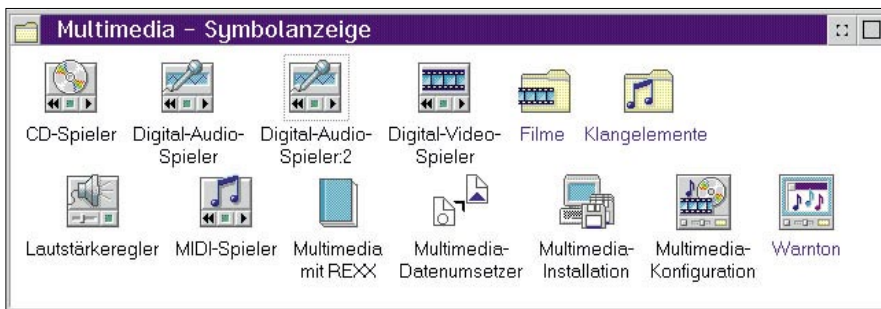 Multimedia - Symbolanzeige
CD-Spieler
Digital-Audio-
Spieler
Digital-Audio-
Spieler:2
Digital-Video-
Spieler
Filme
Klangelemente
Lautstärkeregler
MIDI-Spieler
Multimedia
mit REXX
Multimedia-
Datenumsetzer
Multimedia-
Installation
Multimedia-
Konfiguration
Warnton